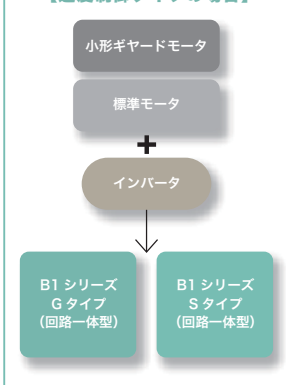 小形ギヤードモータ
標準モータ
+
インバータ
B1 シリーズ
G タイプ
(回路一体型)
B1 シリーズ
S タイプ
(回路一体型)